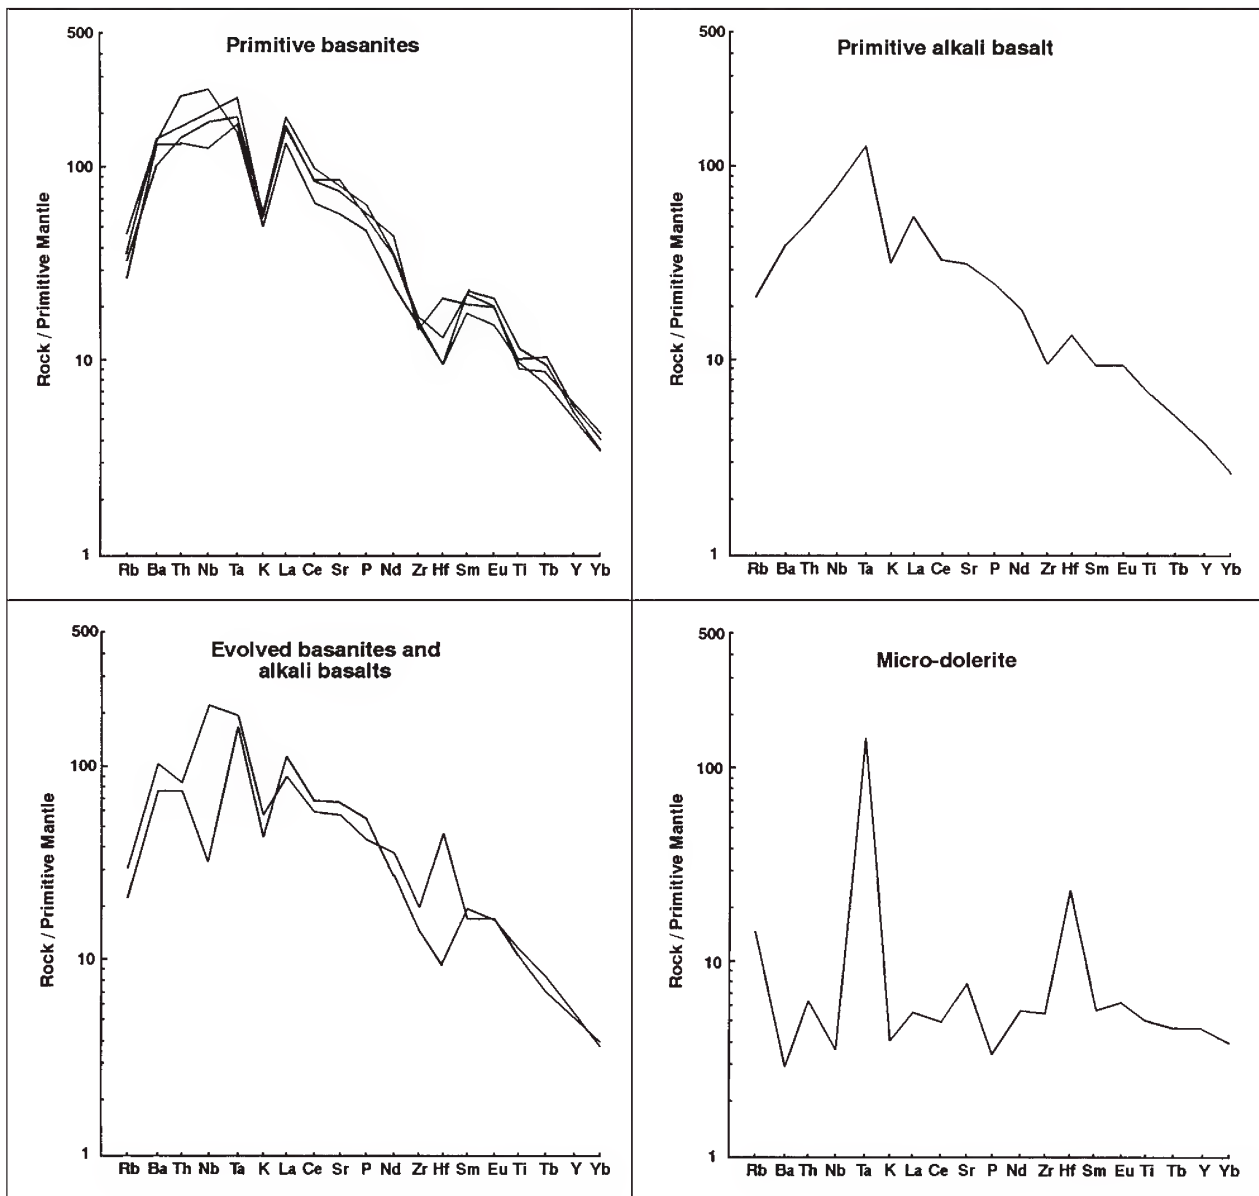 Primitive basanites
500
100
10
1
Rock / Primitive Mantle
Rb Ba Th Nb Ta K La Ce Sr P Nd Zr Hf Sm Eu Ti Tb Y Yb
Primitive alkali basalt
500
100
10
1
Rock / Primitive Mantle
Rb Ba Th Nb Ta K La Ce Sr P Nd Zr Hf Sm Eu Ti Tb Y Yb
Evolved basanites and
alkali basalts
500
100
10
1
Rock / Primitive Mantle
Rb Ba Th Nb Ta K La Ce Sr P Nd Zr Hf Sm Eu Ti Tb Y Yb
Micro-dolerite
500
100
10
1
Rock / Primitive Mantle
Rb Ba Th Nb Ta K La Ce Sr P Nd Zr Hf Sm Eu Ti Tb Y Yb